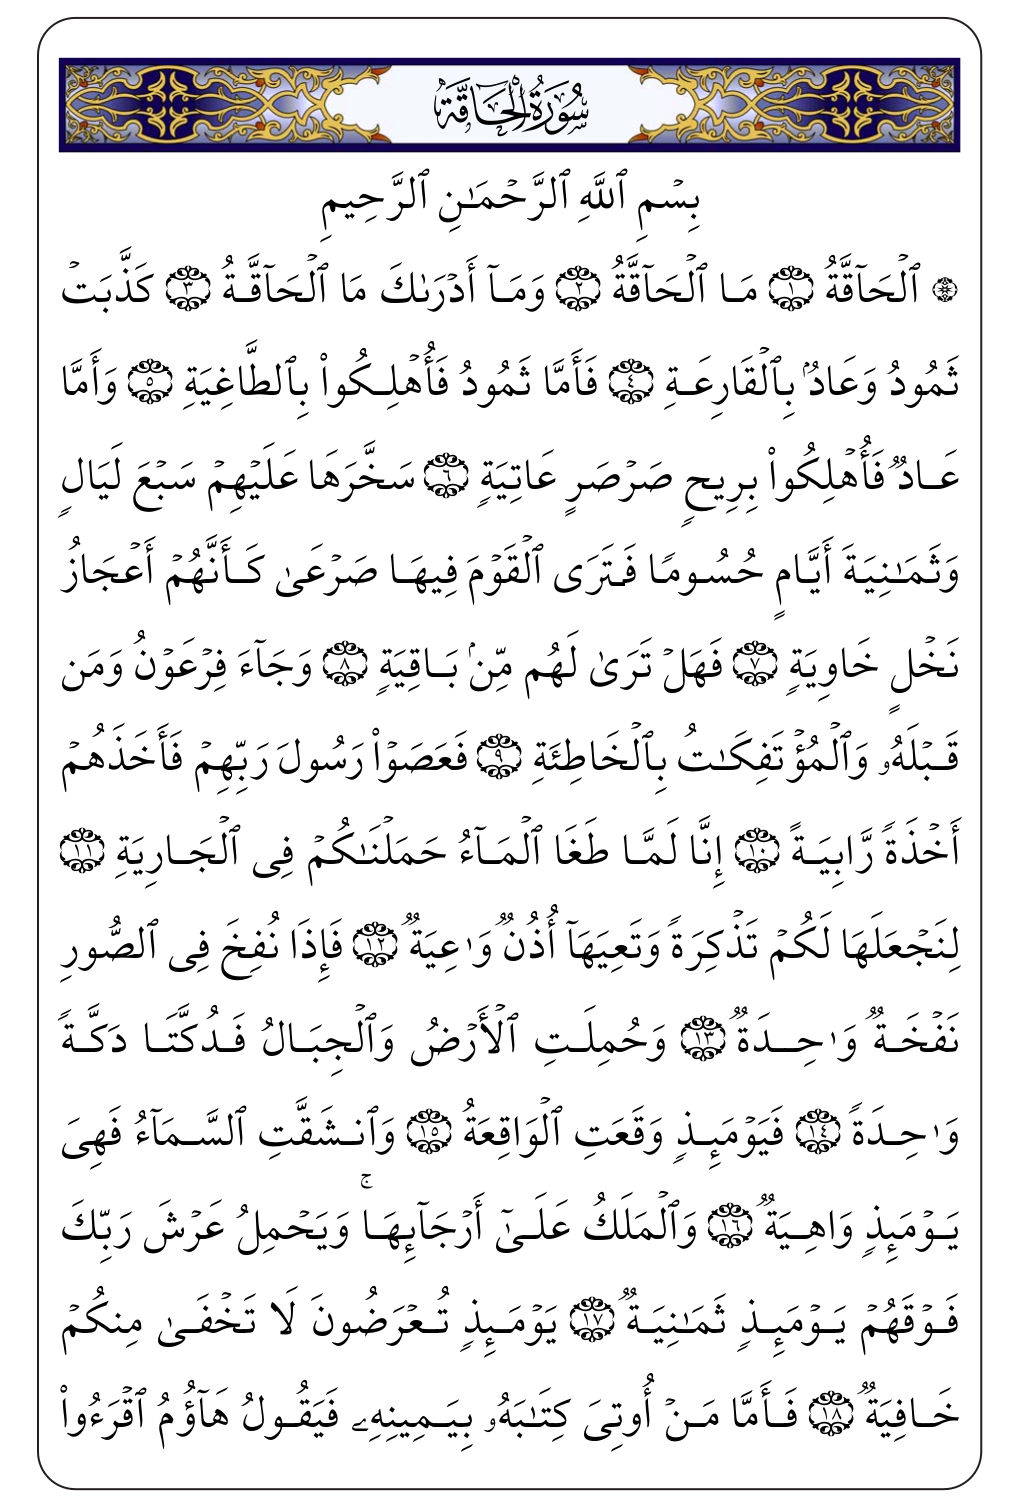 سُورَةُ الْحَاقَّةِ
بِسْمِ ٱللَّهِ ٱلرَّحْمَـٰنِ ٱلرَّحِيمِ
۞ ٱلْحَآقَّةُ ١ مَا ٱلْحَآقَّةُ ٢ وَمَآ أَدْرَىٰكَ مَا ٱلْحَآقَّةُ ٣ كَذَّبَتْ
ثَمُودُ وَعَادٌۢ بِٱلْقَارِعَةِ ٤ فَأَمَّا ثَمُودُ فَأُهْلِكُوا۟ بِٱلطَّاغِيَةِ ٥ وَأَمَّا
عَادٌ فَأُهْلِكُوا۟ بِرِيحٍ صَرْصَرٍ عَاتِيَةٍ ٦ سَخَّرَهَا عَلَيْهِمْ سَبْعَ لَيَالٍ
وَثَمَـٰنِيَةَ أَيَّامٍ حُسُومًا فَتَرَى ٱلْقَوْمَ فِيهَا صَرْعَىٰ كَأَنَّهُمْ أَعْجَازُ
نَخْلٍ خَاوِيَةٍ ٧ فَهَلْ تَرَىٰ لَهُم مِّنۢ بَاقِيَةٍ ٨ وَجَآءَ فِرْعَوْنُ وَمَن
قَبْلَهُۥ وَٱلْمُؤْتَفِكَـٰتُ بِٱلْخَاطِئَةِ ٩ فَعَصَوْا۟ رَسُولَ رَبِّهِمْ فَأَخَذَهُمْ
أَخْذَةً رَّابِيَةً ١٠ إِنَّا لَمَّا طَغَا ٱلْمَآءُ حَمَلْنَـٰكُمْ فِى ٱلْجَارِيَةِ ١١
لِنَجْعَلَهَا لَكُمْ تَذْكِرَةً وَتَعِيَهَآ أُذُنٌ وَٰعِيَةٌ ١٢ فَإِذَا نُفِخَ فِى ٱلصُّورِ
نَفْخَةٌ وَٰحِدَةٌ ١٣ وَحُمِلَتِ ٱلْأَرْضُ وَٱلْجِبَالُ فَدُكَّتَا دَكَّةً
وَٰحِدَةً ١٤ فَيَوْمَئِذٍ وَقَعَتِ ٱلْوَاقِعَةُ ١٥ وَٱنشَقَّتِ ٱلسَّمَآءُ فَهِىَ
يَوْمَئِذٍ وَاهِيَةٌ ١٦ وَٱلْمَلَكُ عَلَىٰٓ أَرْجَآئِهَا ۚ وَيَحْمِلُ عَرْشَ رَبِّكَ
فَوْقَهُمْ يَوْمَئِذٍ ثَمَـٰنِيَةٌ ١٧ يَوْمَئِذٍ تُعْرَضُونَ لَا تَخْفَىٰ مِنكُمْ
خَافِيَةٌ ١٨ فَأَمَّا مَنْ أُوتِىَ كِتَـٰبَهُۥ بِيَمِينِهِۦ فَيَقُولُ هَآؤُمُ ٱقْرَءُوا۟